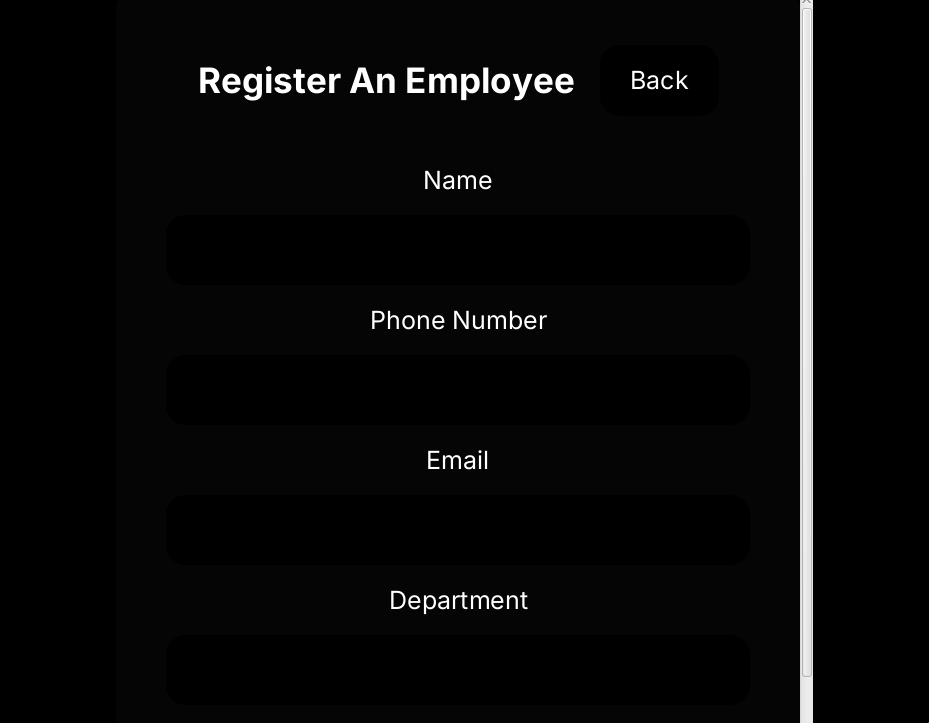 Register An Employee Back
Name
Phone Number
Email
Department